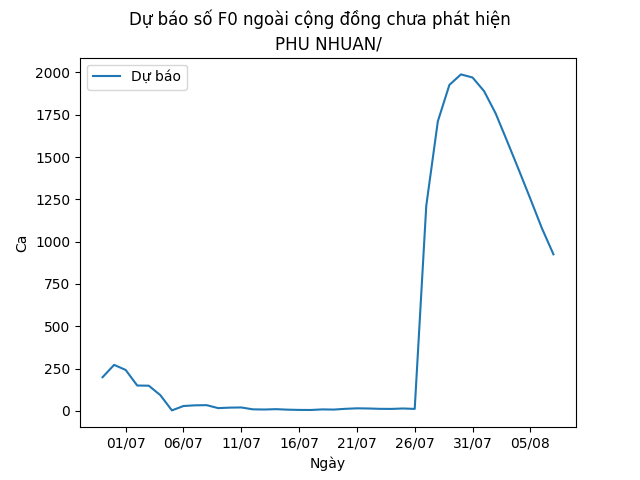 Dự báo số F0 ngoài cộng đồng chưa phát hiện
PHU NHUAN/
Dự báo
2000
1750
1500
1250
1000
750
500
250
0
Ca
01/07 06/07 11/07 16/07 21/07 26/07 31/07 05/08
Ngày